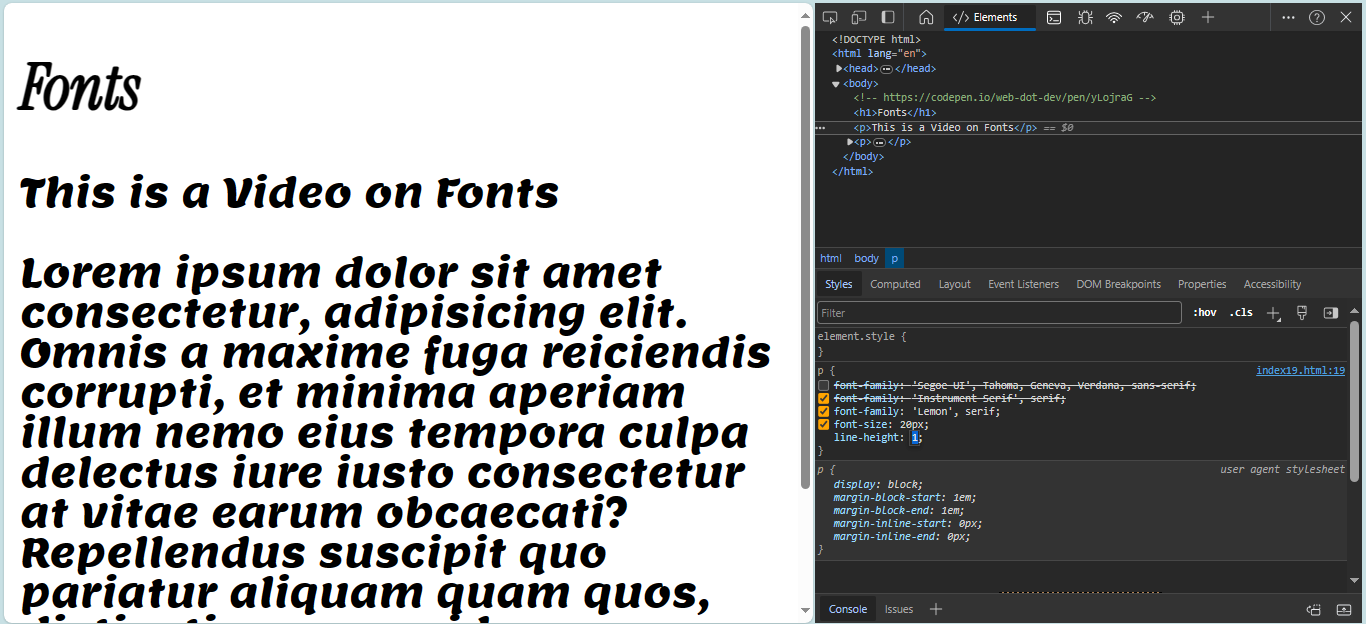 Fonts
This is a Video on Fonts
Lorem ipsum dolor sit amet
consectetur, adipisicing elit.
Omnis a maxime fuga reiciendis
corrupti, et minima aperiam
illum nemo eius tempora culpa
delectus iure iusto consectetur
at vitae earum obcaecati?
Repellendus suscipit quo
pariatur aliquam quam quos,
</> Elements
<!DOCTYPE html>
<html lang="en">
<head> ••• </head>
<body>
<!-- https://codepen.io/web-dot-dev/pen/yLojraG -->
<h1>Fonts</h1>
••• <p>This is a Video on Fonts</p> == $0
<p> ••• </p>
</body>
</html>
html body p
Styles Computed Layout Event Listeners DOM Breakpoints Properties Accessibility
Filter :hov .cls
element.style {
}
p { index19.html:19
font-family: 'Segoe UI', Tahoma, Geneva, Verdana, sans-serif;
font-family: 'Instrument Serif', serif;
font-family: 'Lemon', serif;
font-size: 20px;
line-height: 1;
}
p { user agent stylesheet
display: block;
margin-block-start: 1em;
margin-block-end: 1em;
margin-inline-start: 0px;
margin-inline-end: 0px;
}
Console Issues